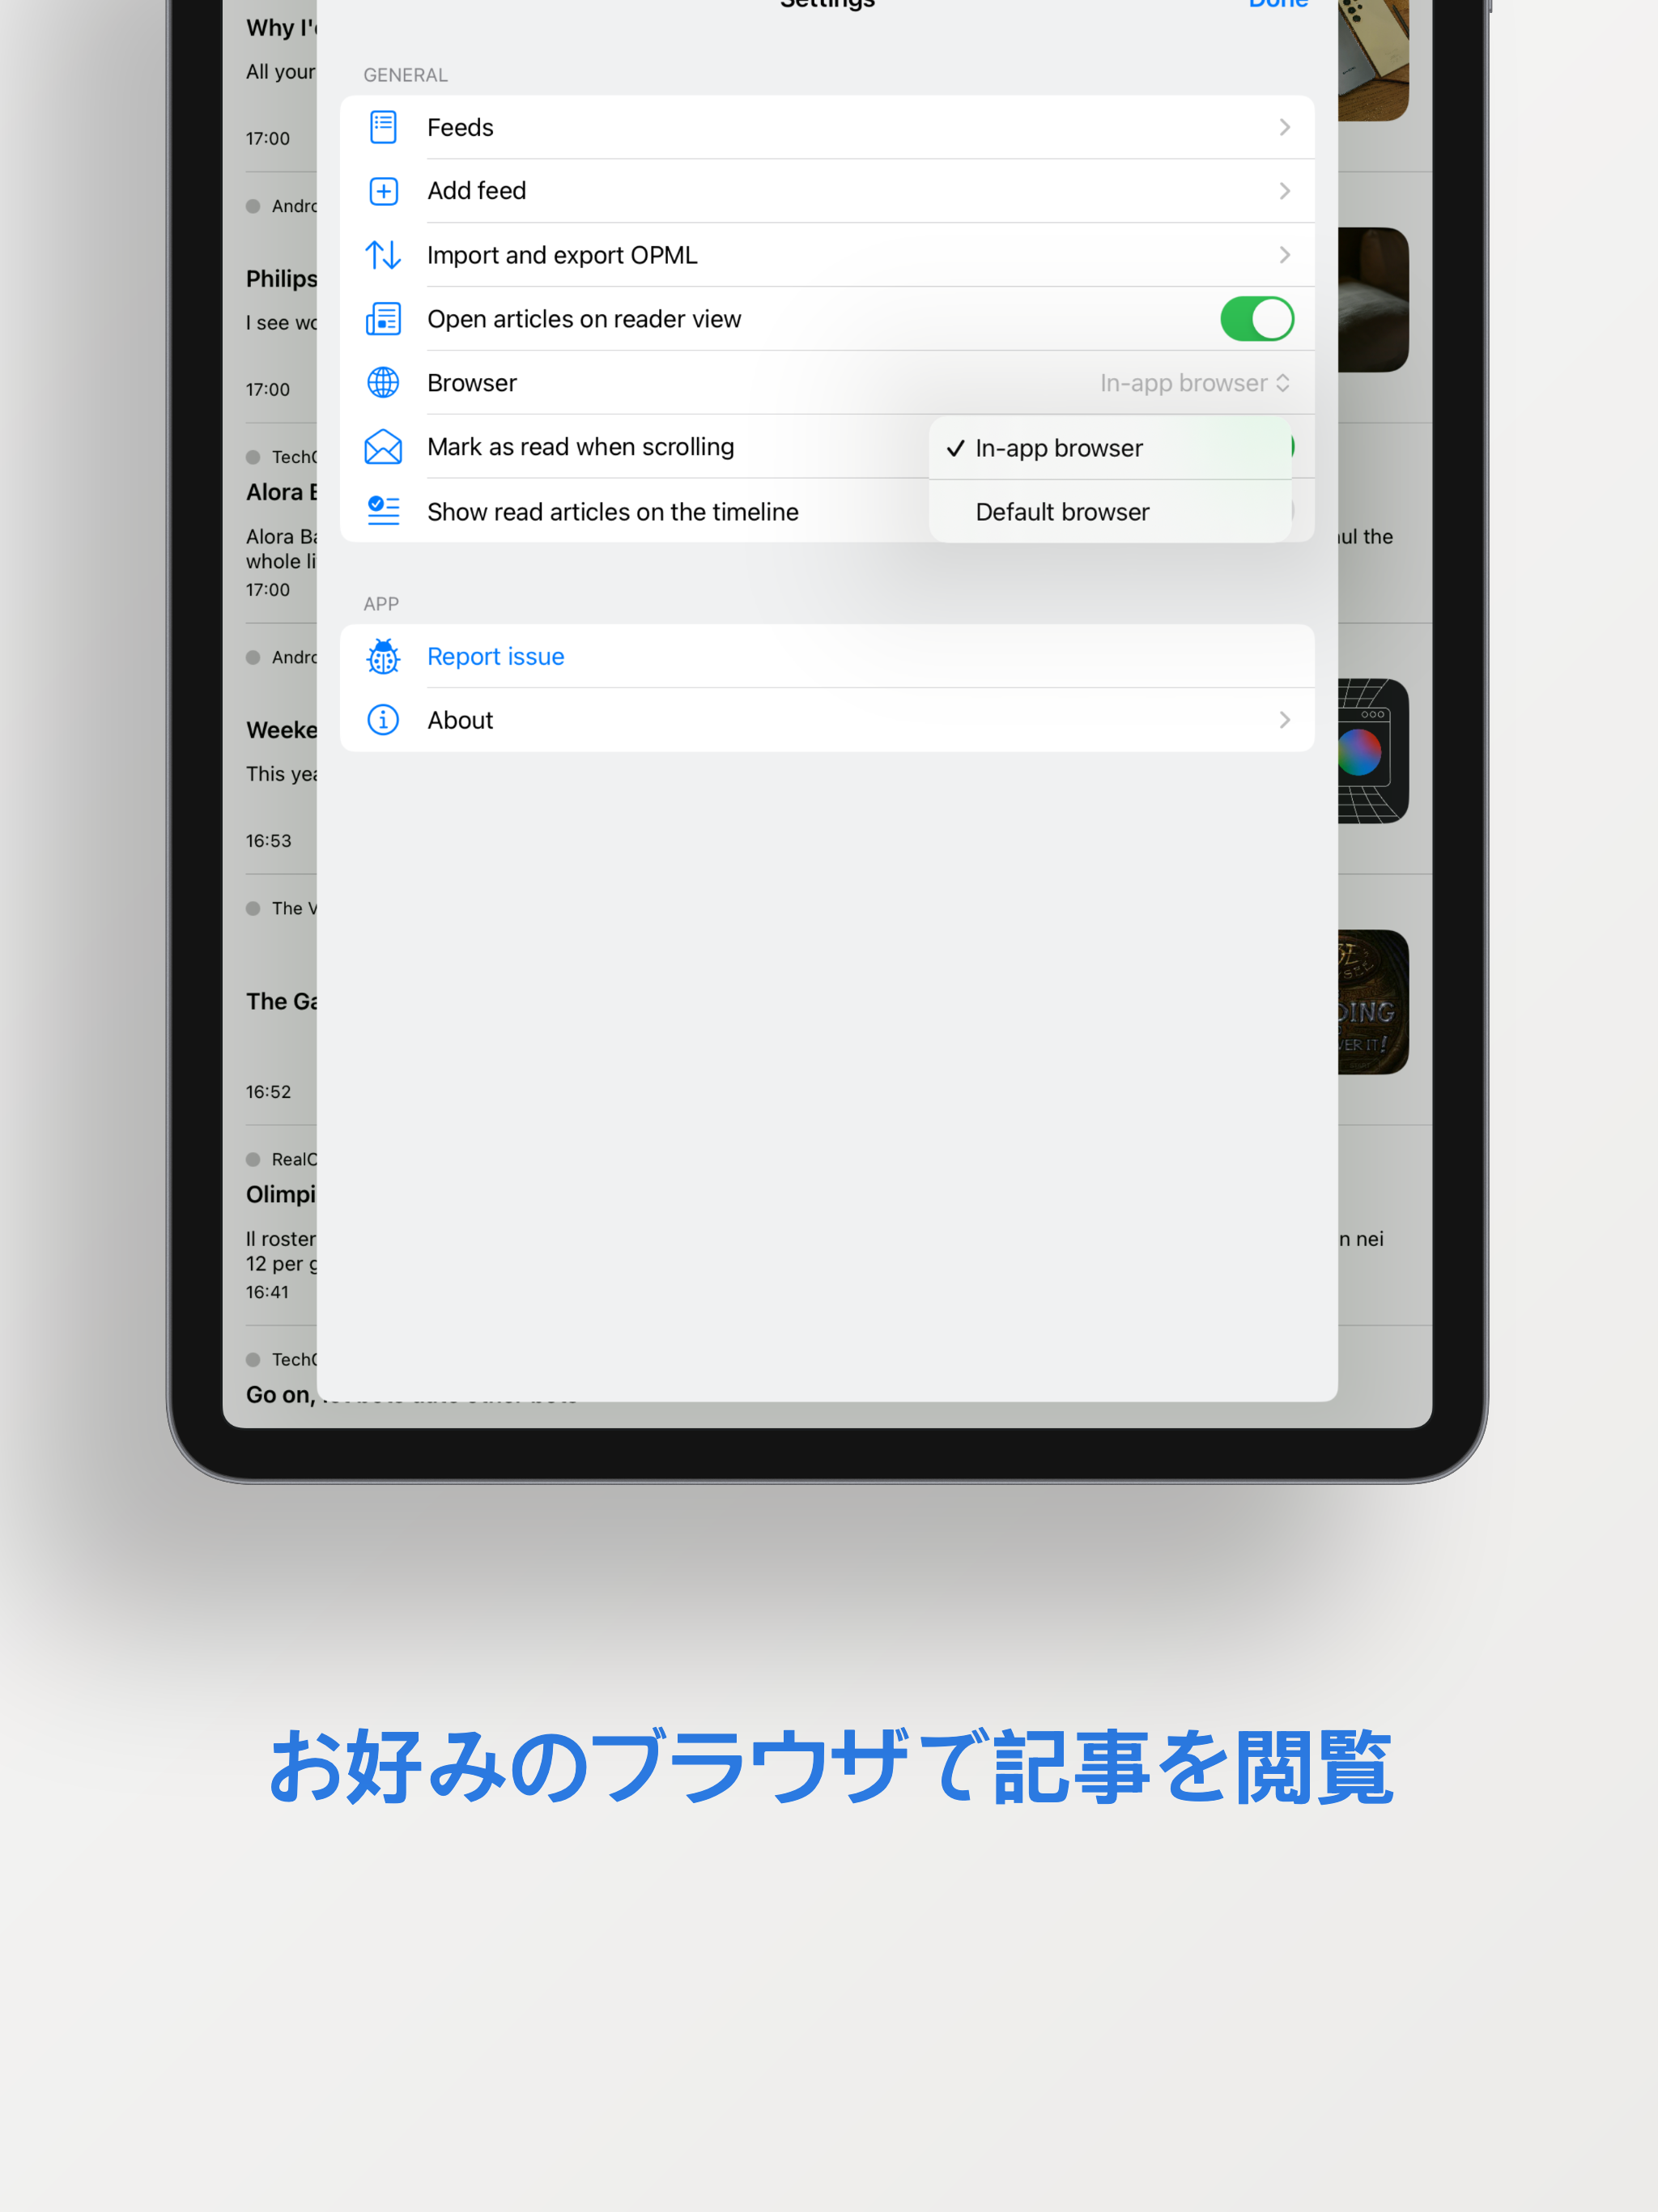 Settings
Done
Why I'
All your
17:00
GENERAL
Feeds
Add feed
Import and export OPML
Open articles on reader view
Browser
In-app browser
Mark as read when scrolling
In-app browser
Show read articles on the timeline
Default browser
APP
Report issue
About
Andro
Philips
I see wo
17:00
TechC
Alora B
Alora Ba
whole li
ul the
17:00
Andro
Weeke
This yea
16:53
The V
The Ga
DING
VER IT!
16:52
RealO
Olimpi
Il roster
n nei
12 per g
16:41
TechC
Go on,
お好みのブラウザで記事を閲覧